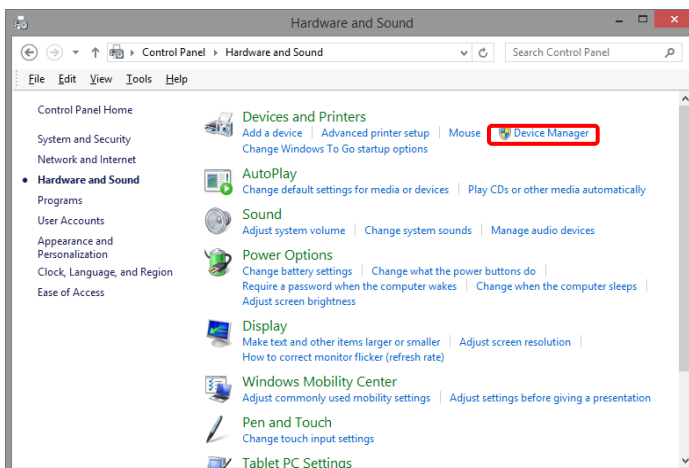 Hardware and Sound
Control Panel Hardware and Sound
Search Control Panel
File Edit View Tools Help
Control Panel Home
System and Security
Network and Internet
Hardware and Sound
Programs
User Accounts
Appearance and
Personalization
Clock, Language, and Region
Ease of Access
Devices and Printers
Add a device Advanced printer setup Mouse Device Manager
Change Windows To Go startup options
AutoPlay
Change default settings for media or devices Play CDs or other media automatically
Sound
Adjust system volume Change system sounds Manage audio devices
Power Options
Change battery settings Change what the power buttons do
Require a password when the computer wakes Change when the computer sleeps
Adjust screen brightness
Display
Make text and other items larger or smaller Adjust screen resolution
How to correct monitor flicker (refresh rate)
Windows Mobility Center
Adjust commonly used mobility settings Adjust settings before giving a presentation
Pen and Touch
Change touch input settings
Tablet PC Settings